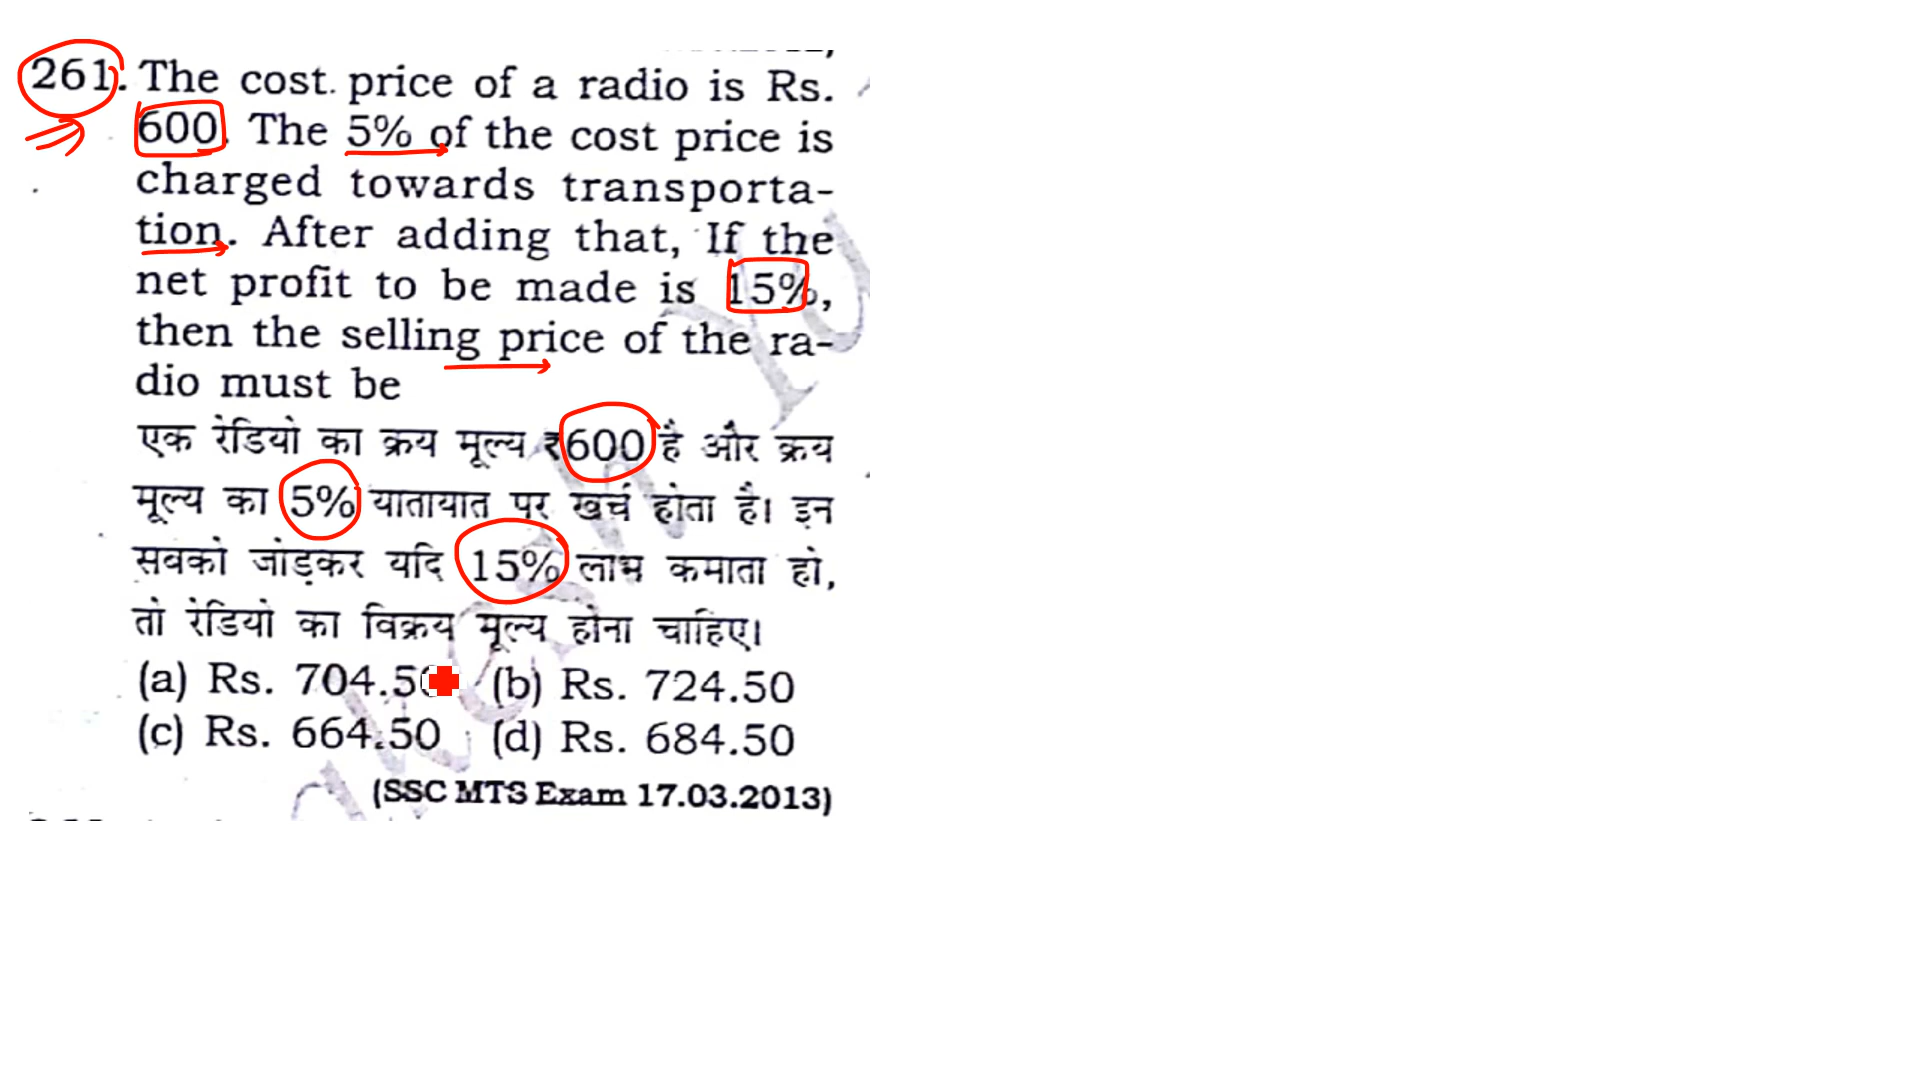 261. The cost price of a radio is Rs.
600. The 5% of the cost price is
charged towards transporta-
tion. After adding that, If the
net profit to be made is 15%,
then the selling price of the ra-
dio must be
एक रेडियो का क्रय मूल्य ₹600 है और क्रय
मूल्य का 5% यातायात पर खर्च होता है। इन
सबको जोड़कर यदि 15% लाभ कमाता हो,
तो रेडियो का विक्रय मूल्य होना चाहिए।
(a) Rs. 704.50 (b) Rs. 724.50
(c) Rs. 664.50 (d) Rs. 684.50
(SSC MTS Exam 17.03.2013)